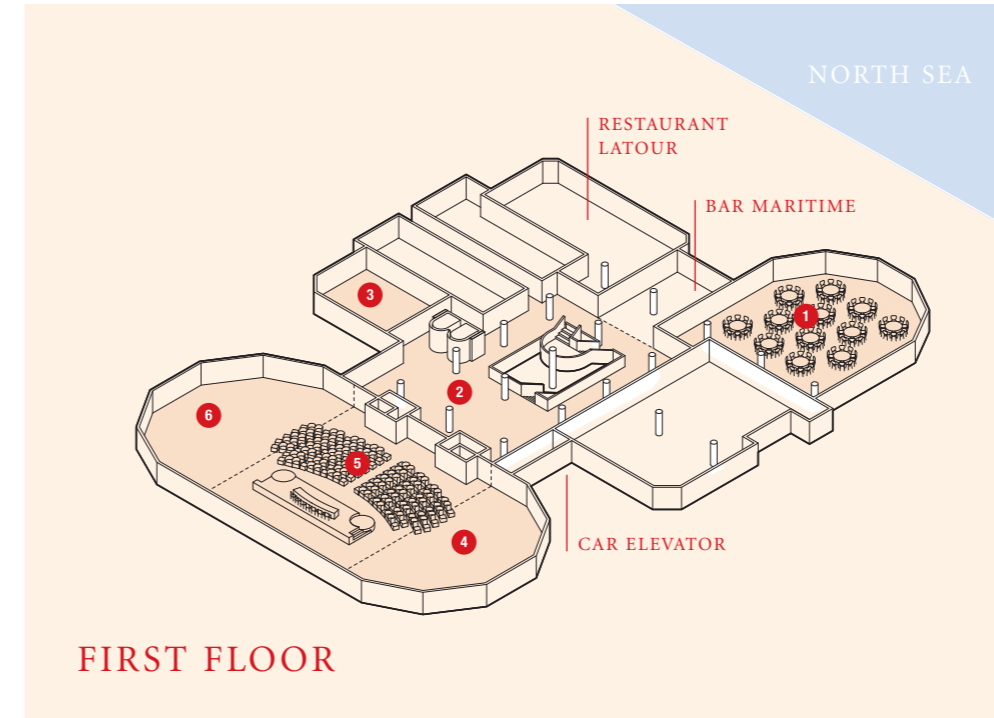 NORTH SEA
RESTAURANT
LATOUR
BAR MARITIME
3
1
2
6
5
4
CAR ELEVATOR
FIRST FLOOR